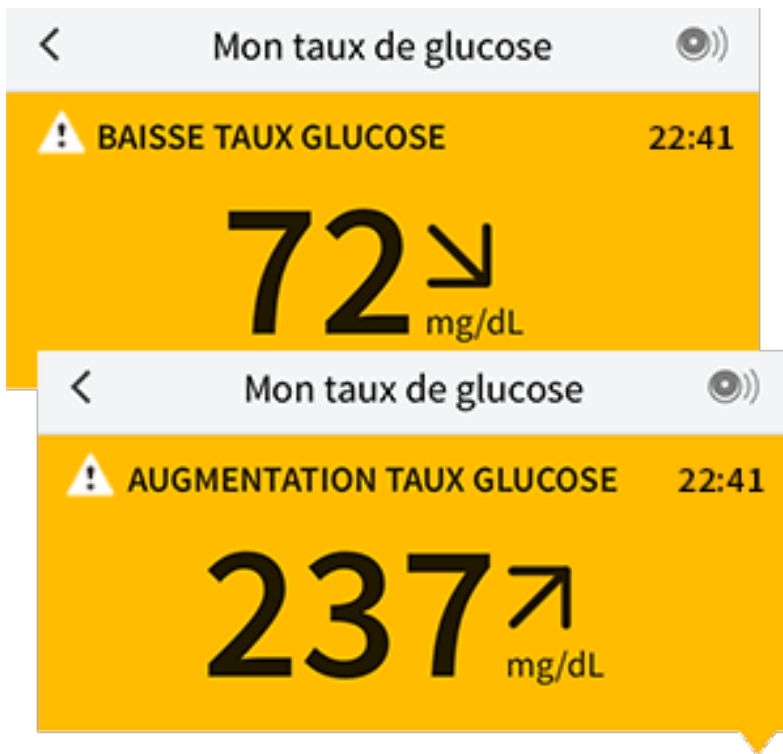 Mon taux de glucose
BAISSE TAUX GLUCOSE 22:41
72
mg/dL
Mon taux de glucose
AUGMENTATION TAUX GLUCOSE 22:41
237
mg/dL